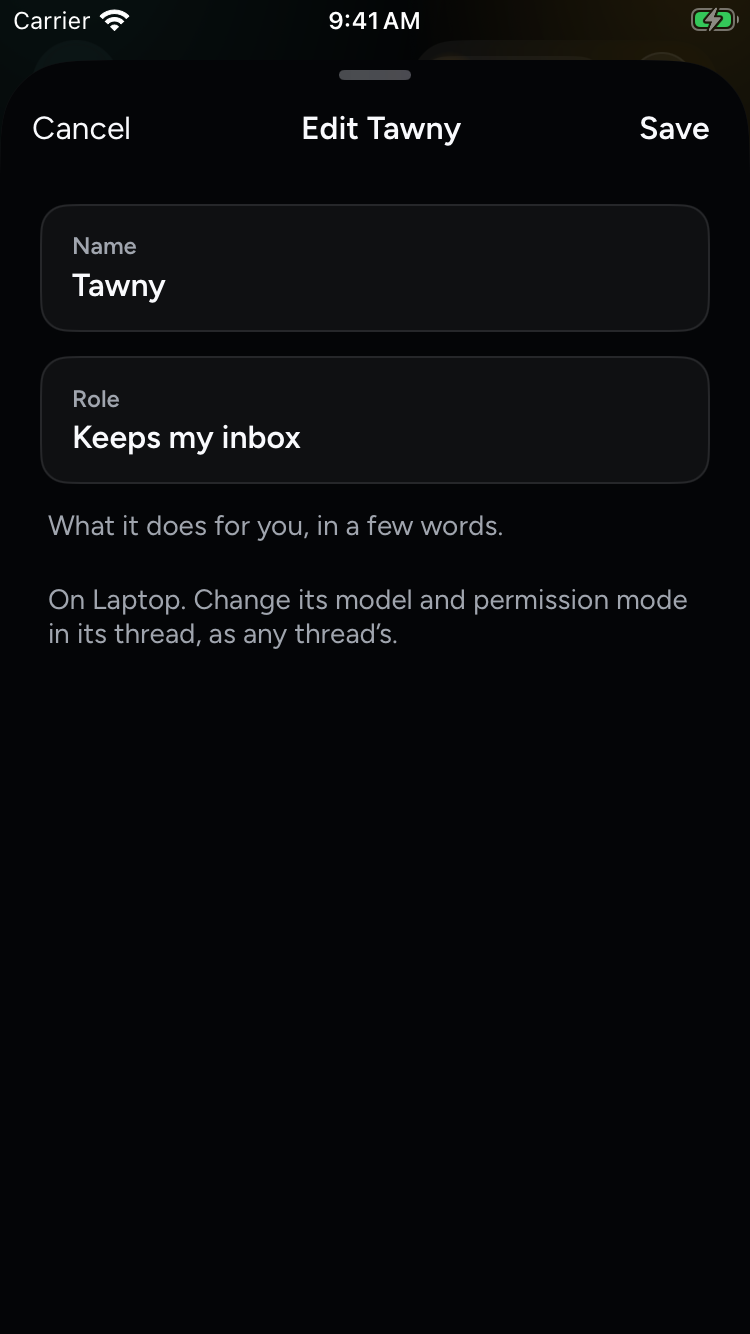 Carrier
9:41 AM
Cancel
Edit Tawny
Save
Name
Tawny
Role
Keeps my inbox
What it does for you, in a few words.
On Laptop. Change its model and permission mode
in its thread, as any thread’s.